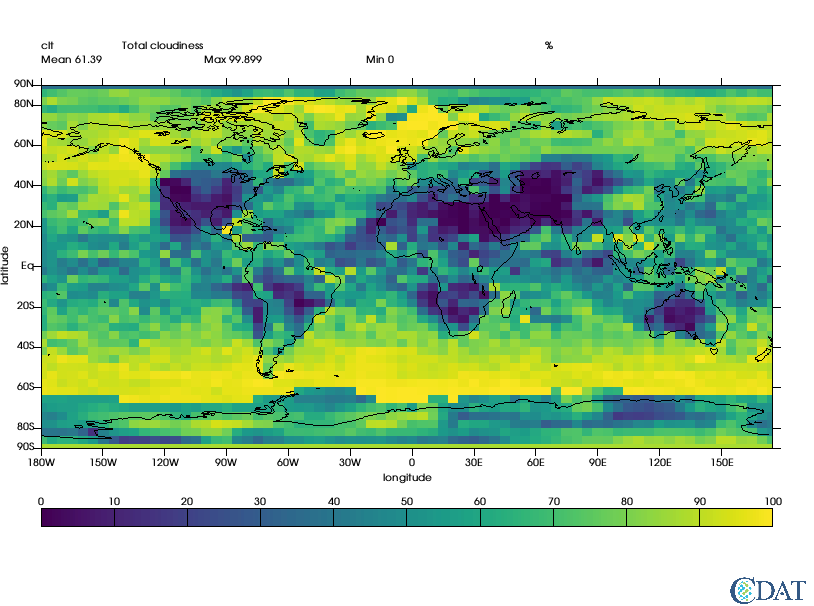 clt Total cloudiness %
Mean 61.39 Max 99.899 Min 0
90N
80N
60N
40N
20N
Eq
20S
40S
60S
80S
90S
latitude
180W 150W 120W 90W 60W 30W 0 30E 60E 90E 120E 150E
longitude
0 10 20 30 40 50 60 70 80 90 100
CDAT